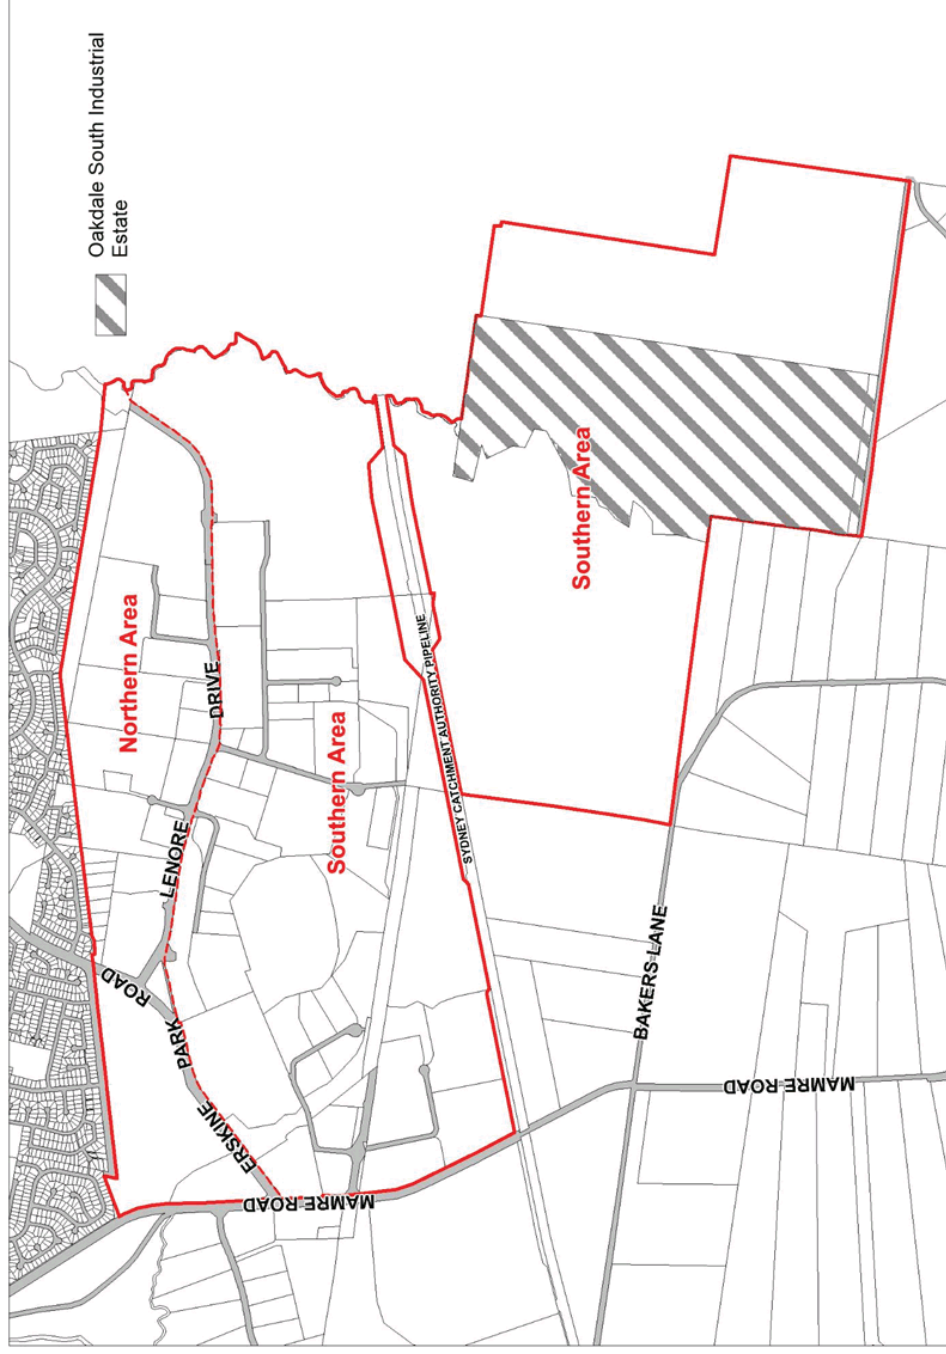 Oakdale South Industrial
Estate
Northern Area
Southern Area
Southern Area
LENORE
DRIVE
ERSKINE
PARK
ROAD
MAMRE ROAD
SYDNEY CATCHMENT AUTHORITY PIPELINE
BAKERS LANE
MAMRE ROAD